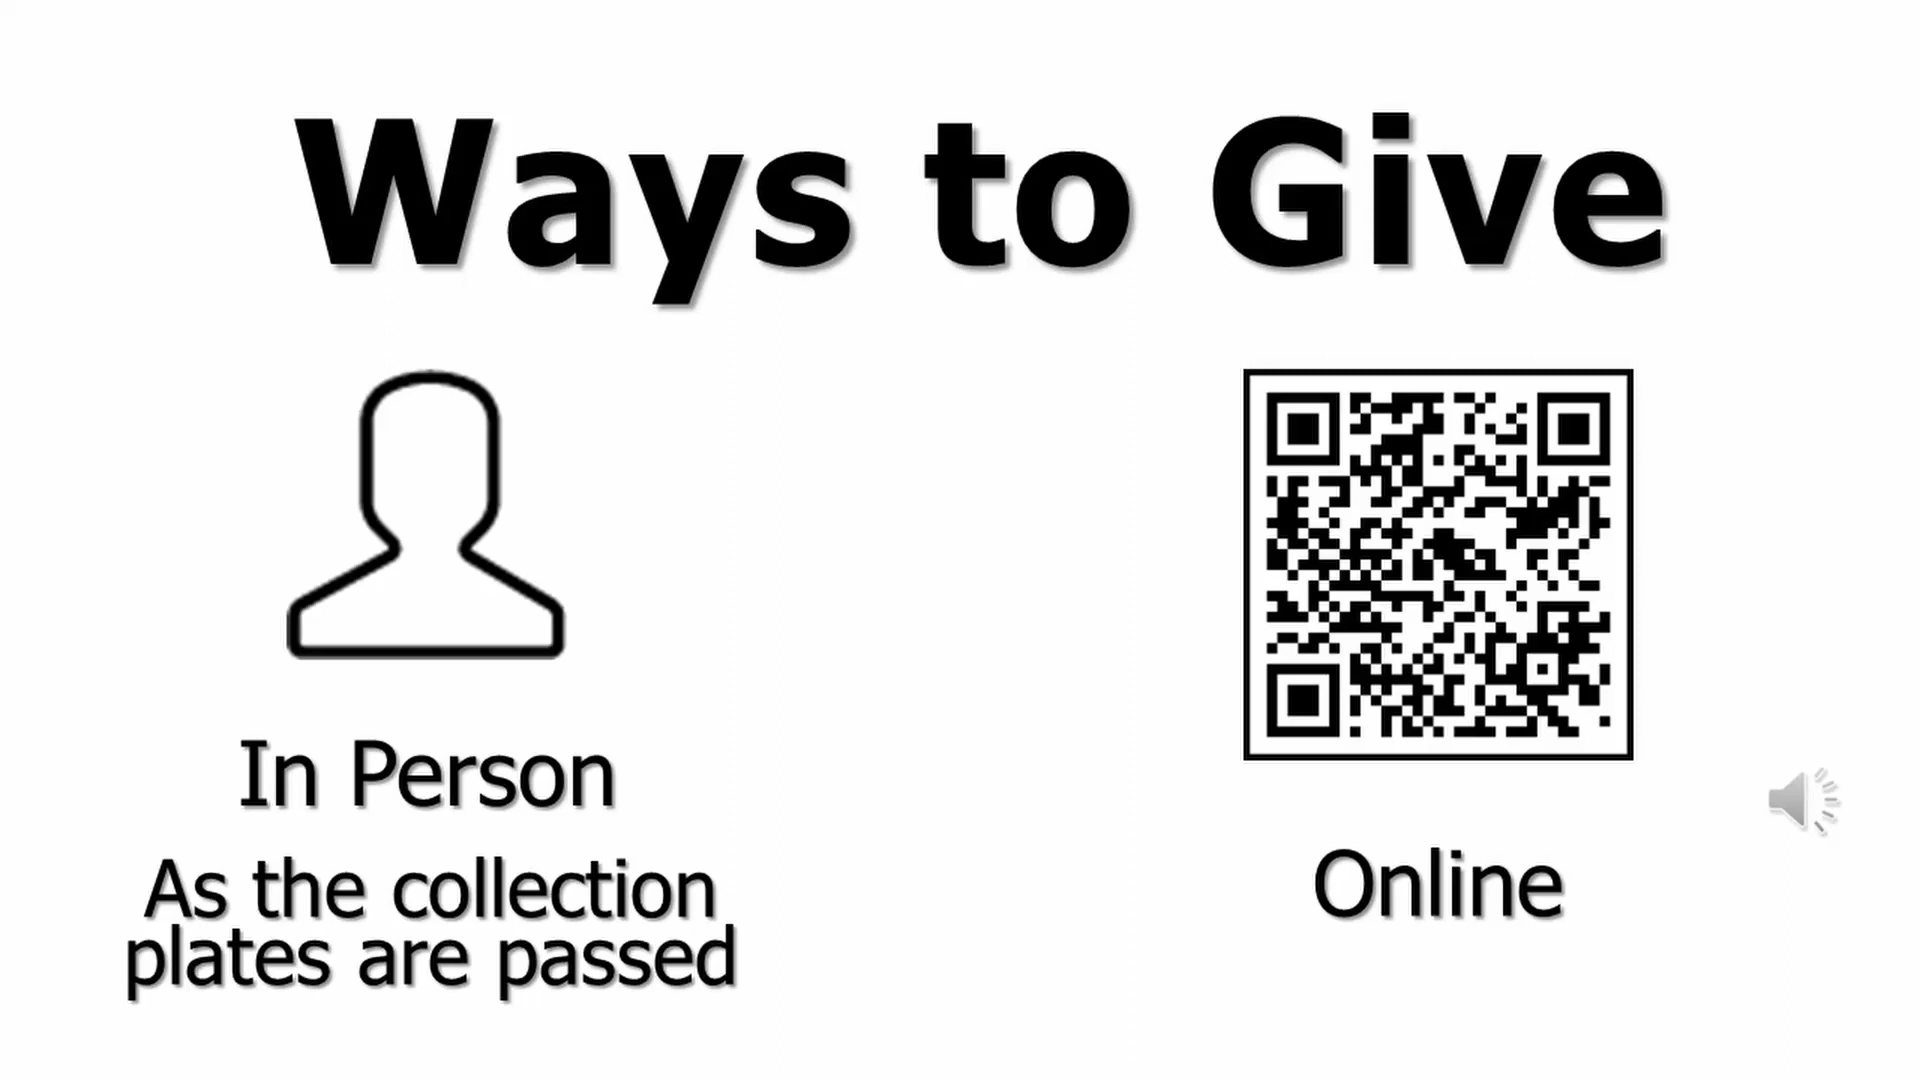 Ways to Give
In Person
As the collection
plates are passed
Online